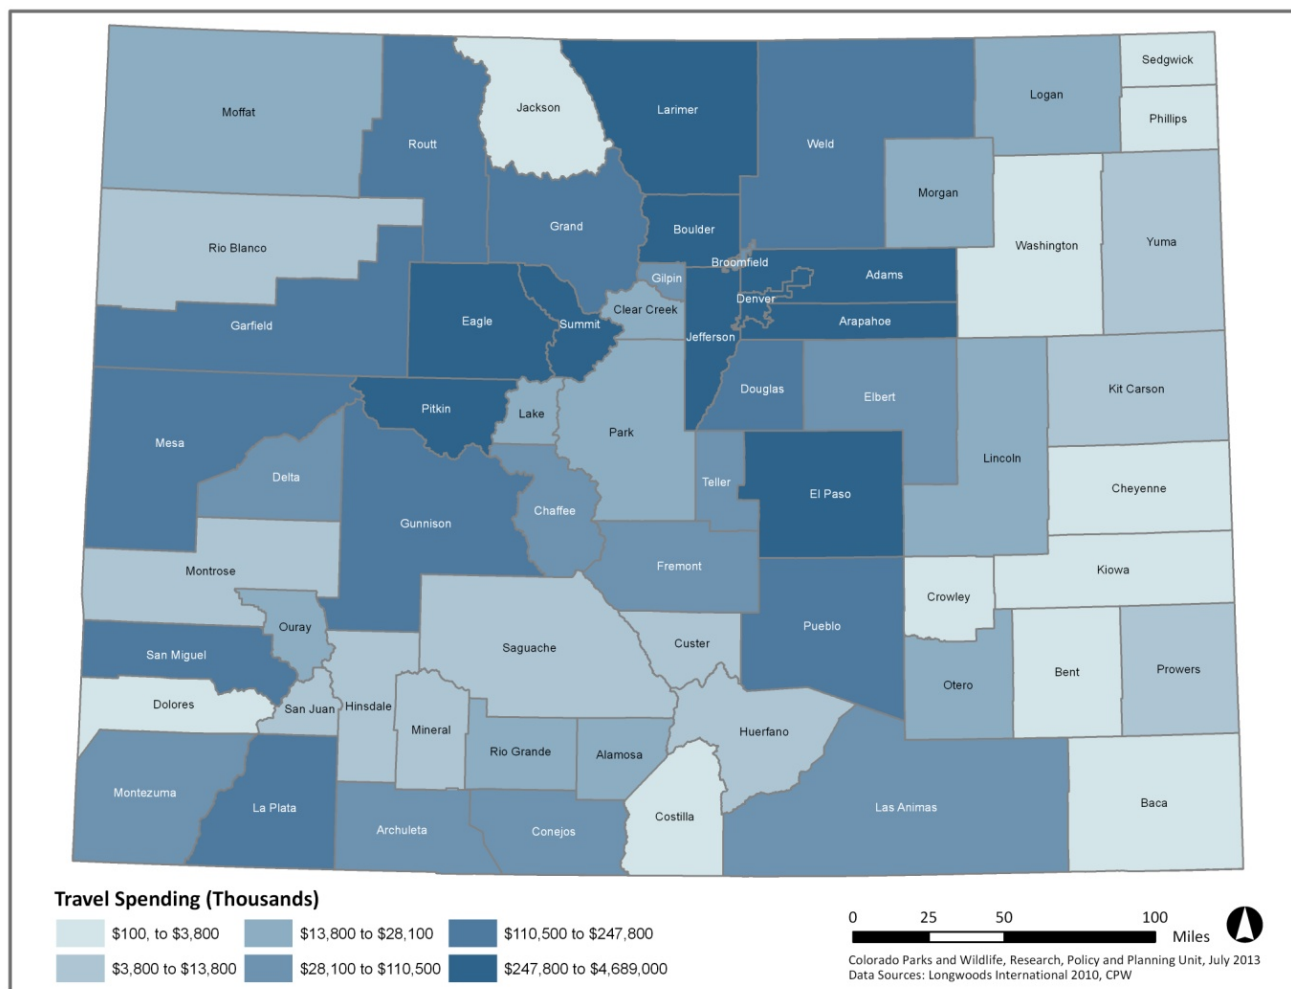 Sedgwick
Logan
Moffat
Jackson
Larimer
Phillips
Routt
Weld
Morgan
Grand
Boulder
Rio Blanco
Washington
Yuma
Broomfield
Gilpin
Adams
Denver
Clear Creek
Eagle
Summit
Arapahoe
Garfield
Jefferson
Douglas
Kit Carson
Elbert
Pitkin
Lake
Park
Mesa
Lincoln
Delta
Teller
Cheyenne
El Paso
Chaffee
Gunnison
Fremont
Montrose
Kiowa
Crowley
Ouray
Pueblo
Custer
Saguache
San Miguel
Bent
Prowers
Otero
Dolores
San Juan
Hinsdale
Mineral
Huerfano
Rio Grande
Alamosa
Montezuma
La Plata
Baca
Las Animas
Costilla
Archuleta
Conejos
Travel Spending (Thousands)
$100, to $3,800
$13,800 to $28,100
$110,500 to $247,800
$3,800 to $13,800
$28,100 to $110,500
$247,800 to $4,689,000
0 25 50 100
Miles
Colorado Parks and Wildlife, Research, Policy and Planning Unit, July 2013
Data Sources: Longwoods International 2010, CPW